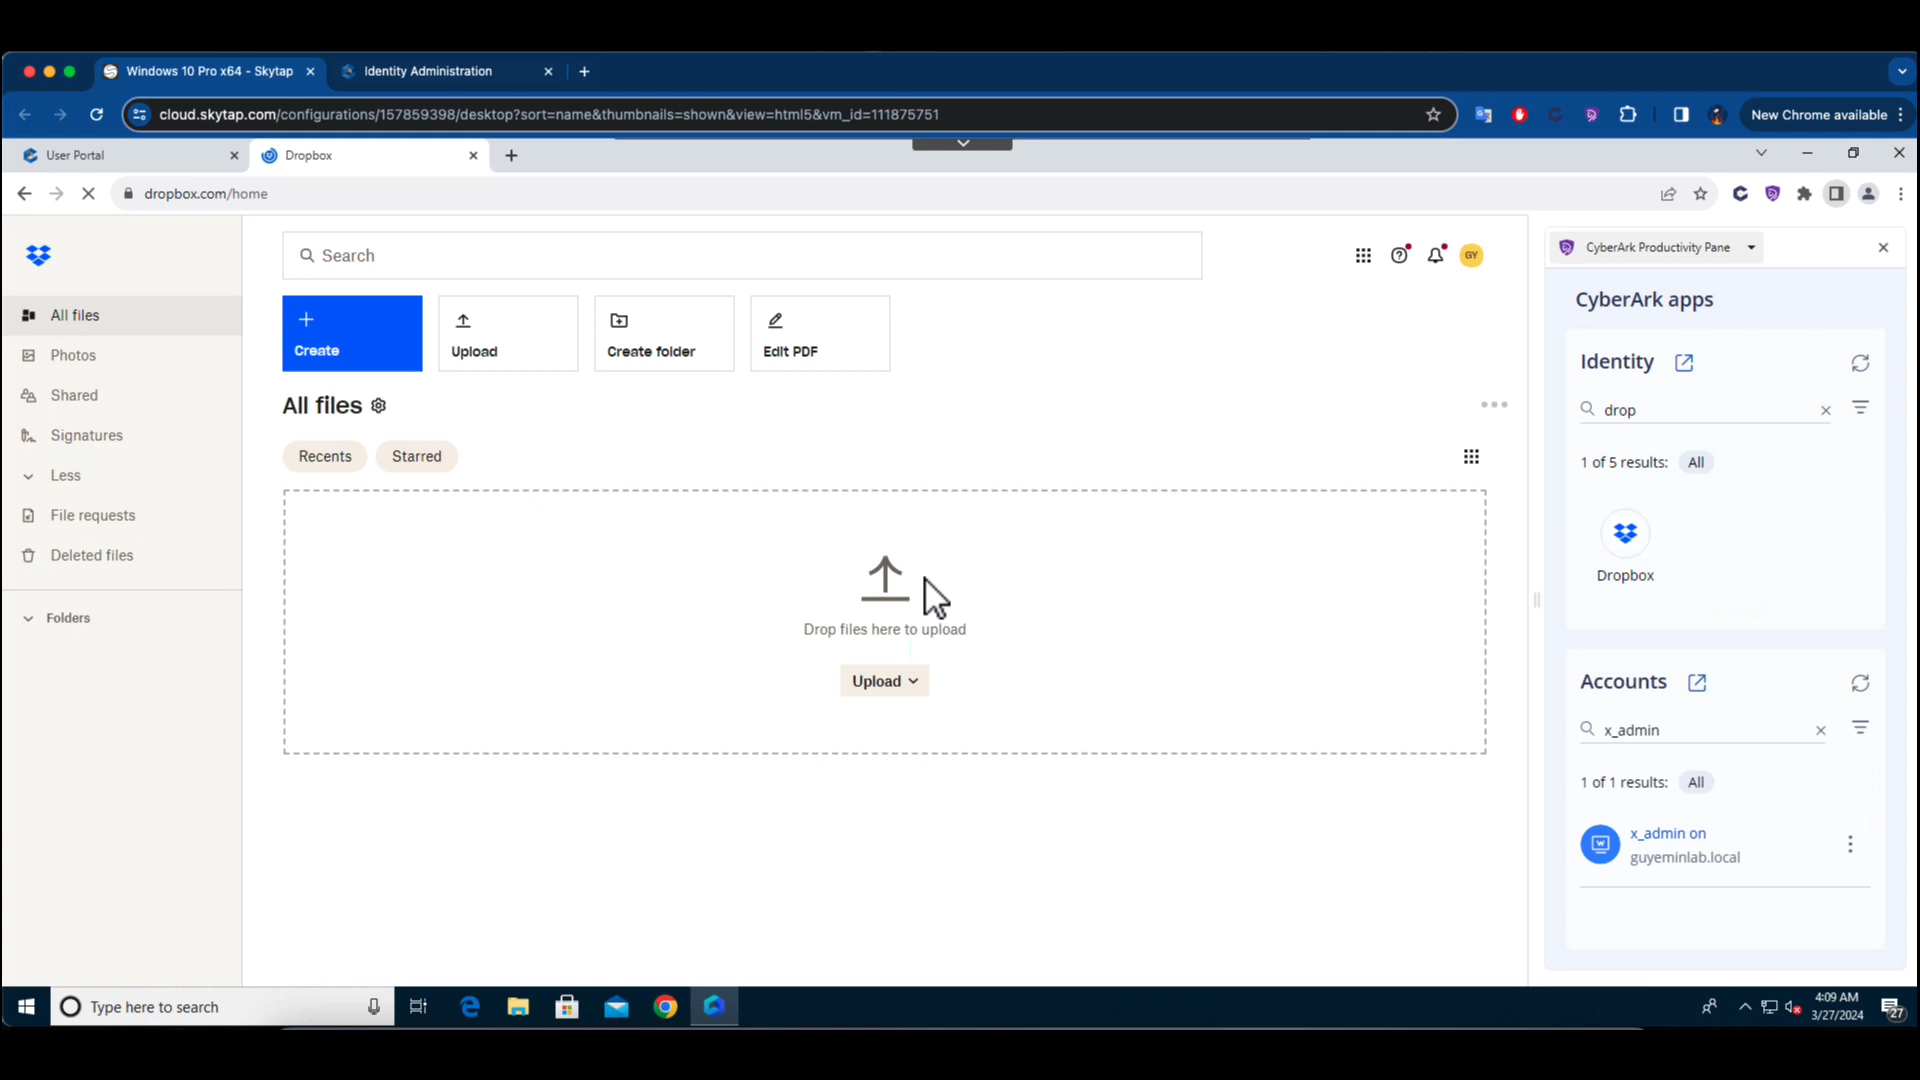 Windows 10 Pro x64 - Skytap
Identity Administration
cloud.skytap.com/configurations/157859398/desktop?sort=name&thumbnails=shown&view=html5&vm_id=111875751
New Chrome available
User Portal
Dropbox
dropbox.com/home
Search
GY
CyberArk Productivity Pane
Create
Upload
Create folder
Edit PDF
All files
Photos
Shared
Signatures
Less
File requests
Deleted files
Folders
All files
Recents
Starred
Drop files here to upload
Upload
CyberArk apps
Identity
drop
1 of 5 results:
All
Dropbox
Accounts
x_admin
1 of 1 results:
All
x_admin on
guyeminlab.local
Type here to search
4:09 AM
3/27/2024
27